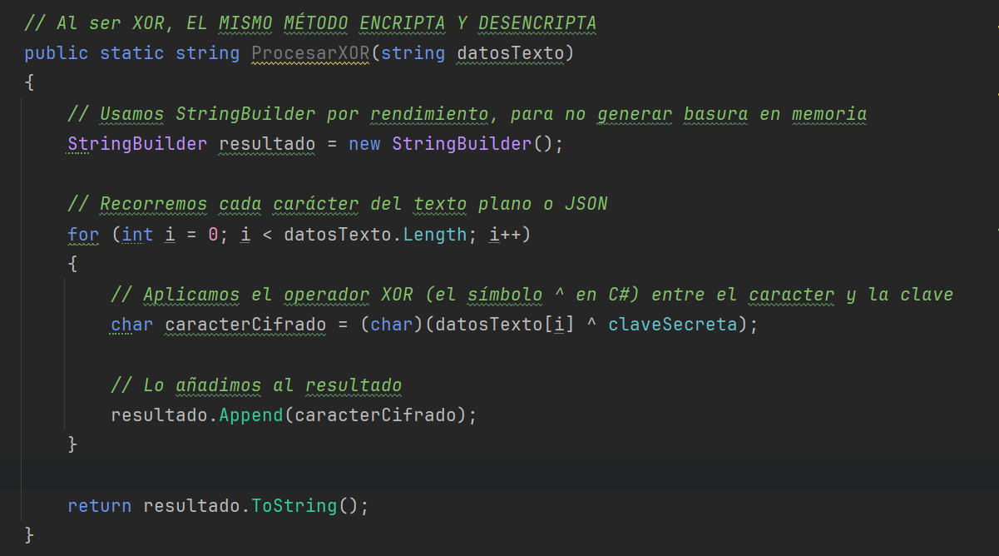 // Al ser XOR, EL MISMO MÉTODO ENCRIPTA Y DESENCRIPTA
public static string ProcesarXOR(string datosTexto)
{
    // Usamos StringBuilder por rendimiento, para no generar basura en memoria
    StringBuilder resultado = new StringBuilder();

    // Recorremos cada carácter del texto plano o JSON
    for (int i = 0; i < datosTexto.Length; i++)
    {
        // Aplicamos el operador XOR (el símbolo ^ en C#) entre el caracter y la clave
        char caracterCifrado = (char)(datosTexto[i] ^ claveSecreta);

        // Lo añadimos al resultado
        resultado.Append(caracterCifrado);
    }

    return resultado.ToString();
}